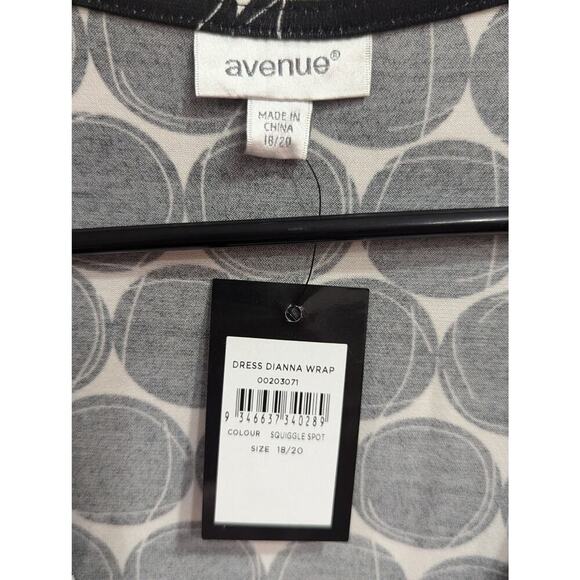 avenue®
MADE IN
CHINA
18/20
DRESS DIANNA WRAP
00203071
9 346637 340289
COLOUR SQUIGGLE SPOT
SIZE 18/20